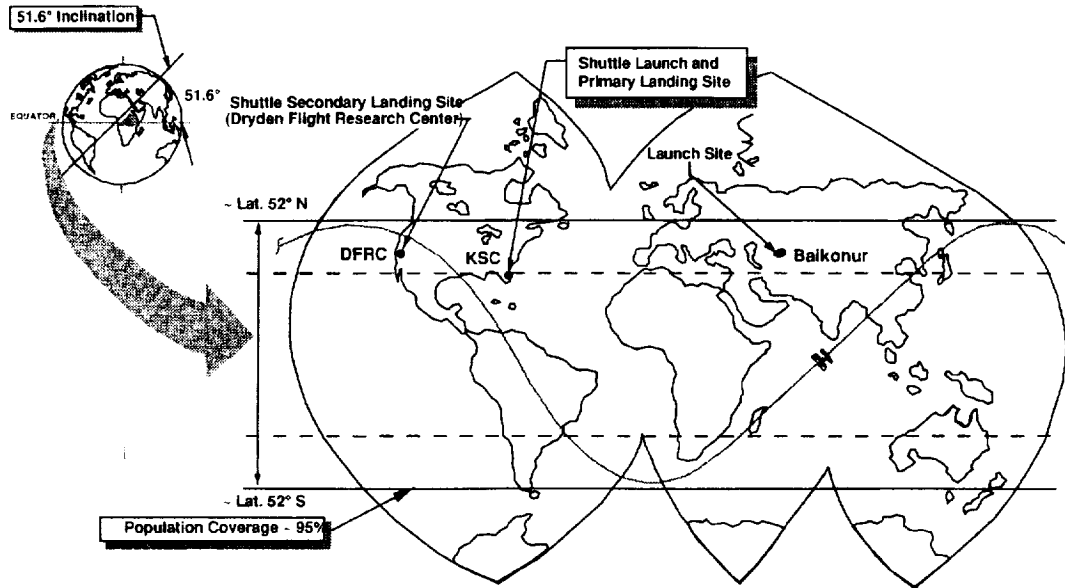 51.6° Inclination
51.6°
EQUATOR
Shuttle Secondary Landing Site
(Dryden Flight Research Center)
Shuttle Launch and
Primary Landing Site
Launch Site
~ Lat. 52° N
DFRC
KSC
Baikonur
~ Lat. 52° S
Population Coverage ~ 95%